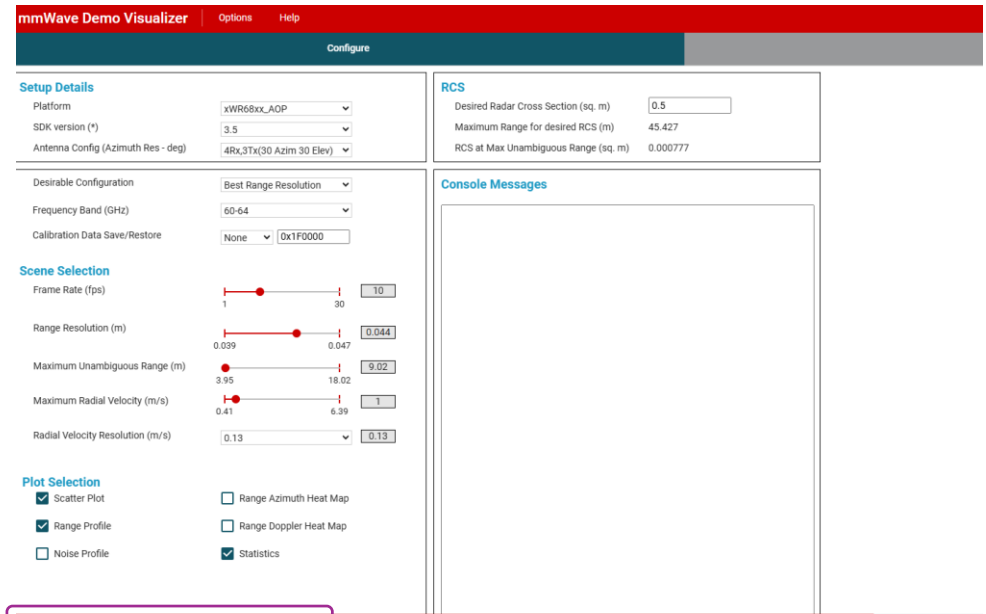 mmWave Demo Visualizer Options Help
Configure
Setup Details
Platform xWR68xx_AOP
SDK version (*) 3.5
Antenna Config (Azimuth Res - deg) 4Rx,3Tx(30 Azim 30 Elev)
RCS
Desired Radar Cross Section (sq. m) 0.5
Maximum Range for desired RCS (m) 45.427
RCS at Max Unambiguous Range (sq. m) 0.000777
Desirable Configuration Best Range Resolution
Frequency Band (GHz) 60-64
Calibration Data Save/Restore None 0x1F0000
Scene Selection
Frame Rate (fps) 10
1 30
Range Resolution (m) 0.044
0.039 0.047
Maximum Unambiguous Range (m) 9.02
3.95 18.02
Maximum Radial Velocity (m/s) 1
0.41 6.39
Radial Velocity Resolution (m/s) 0.13 0.13
Plot Selection
Scatter Plot Range Azimuth Heat Map
Range Profile Range Doppler Heat Map
Noise Profile Statistics
Console Messages